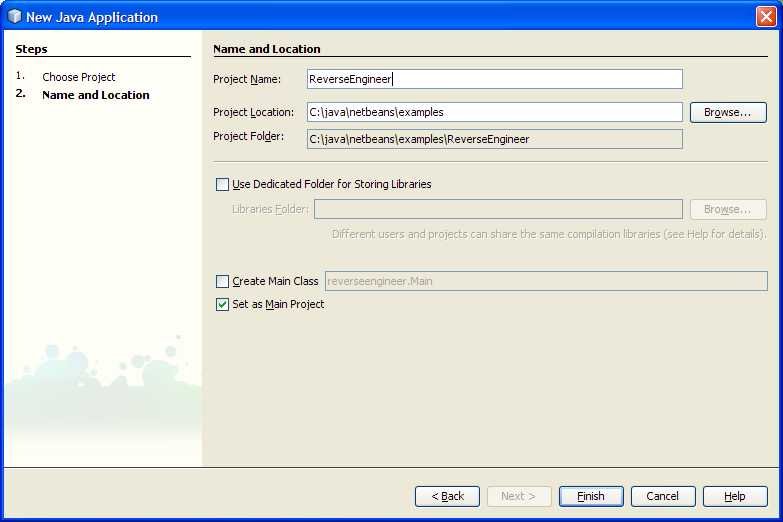 New Java Application
Steps
1. Choose Project
2. Name and Location
Name and Location
Project Name: ReverseEngineer
Project Location: C:\java\netbeans\examples Browse...
Project Folder: C:\java\netbeans\examples\ReverseEngineer
Use Dedicated Folder for Storing Libraries
Libraries Folder: Browse...
Different users and projects can share the same compilation libraries (see Help for details).
Create Main Class reverseengineer.Main
Set as Main Project
< Back Next > Finish Cancel Help